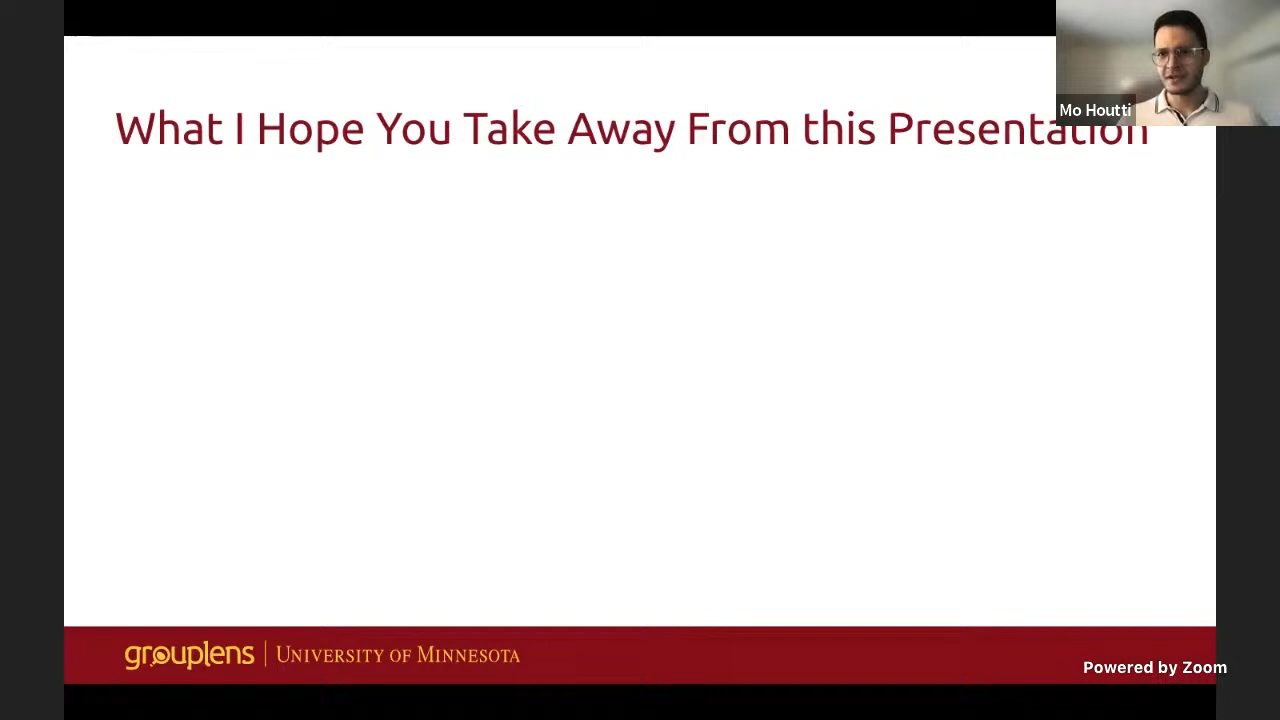 What I Hope You Take Away From this Presentation
Mo Houtti
grouplens | University of Minnesota
Powered by Zoom